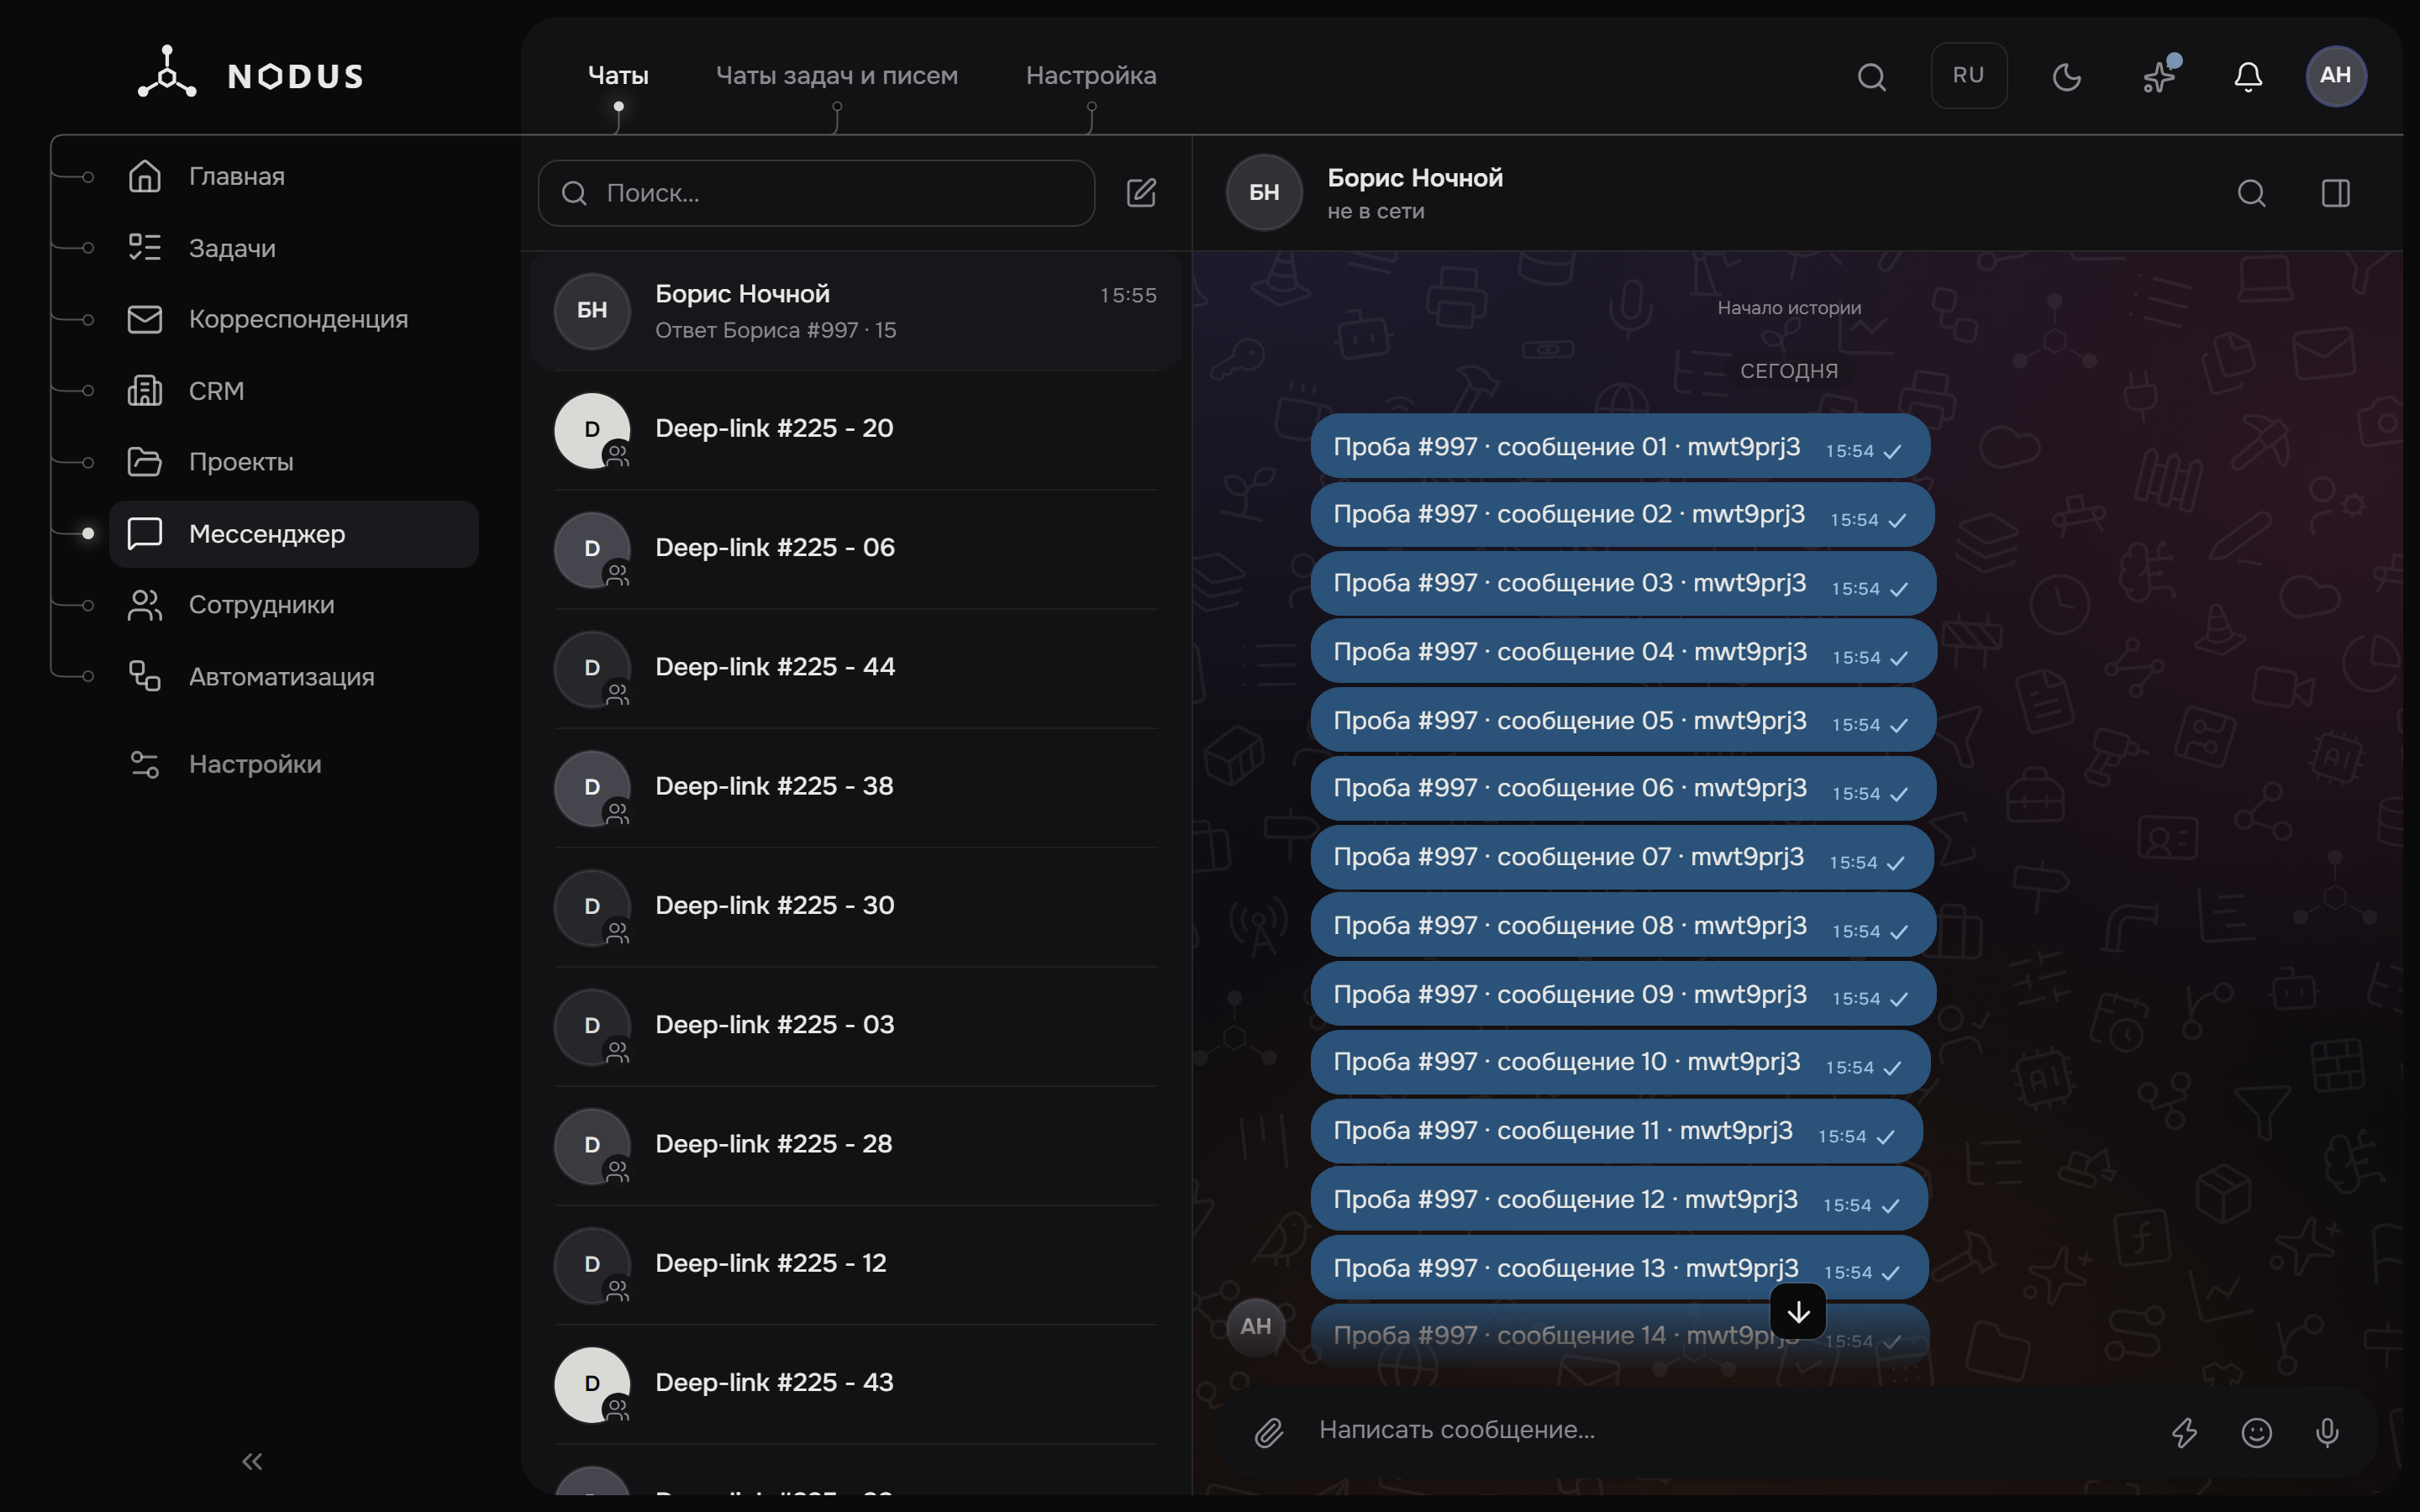 NODUS
Чаты
Чаты задач и писем
Настройка
RU
АН
Главная
Задачи
Корреспонденция
CRM
Проекты
Мессенджер
Сотрудники
Автоматизация
Настройки
Поиск...
БН
Борис Ночной
15:55
Ответ Бориса #997 · 15
D
Deep-link #225 - 20
D
Deep-link #225 - 06
D
Deep-link #225 - 44
D
Deep-link #225 - 38
D
Deep-link #225 - 30
D
Deep-link #225 - 03
D
Deep-link #225 - 28
D
Deep-link #225 - 12
D
Deep-link #225 - 43
БН
Борис Ночной
не в сети
Начало истории
СЕГОДНЯ
Проба #997 · сообщение 01 · mwt9prj3 15:54
Проба #997 · сообщение 02 · mwt9prj3 15:54
Проба #997 · сообщение 03 · mwt9prj3 15:54
Проба #997 · сообщение 04 · mwt9prj3 15:54
Проба #997 · сообщение 05 · mwt9prj3 15:54
Проба #997 · сообщение 06 · mwt9prj3 15:54
Проба #997 · сообщение 07 · mwt9prj3 15:54
Проба #997 · сообщение 08 · mwt9prj3 15:54
Проба #997 · сообщение 09 · mwt9prj3 15:54
Проба #997 · сообщение 10 · mwt9prj3 15:54
Проба #997 · сообщение 11 · mwt9prj3 15:54
Проба #997 · сообщение 12 · mwt9prj3 15:54
Проба #997 · сообщение 13 · mwt9prj3 15:54
АН
Проба #997 · сообщение 14 · mwt9prj3 15:54
Написать сообщение...